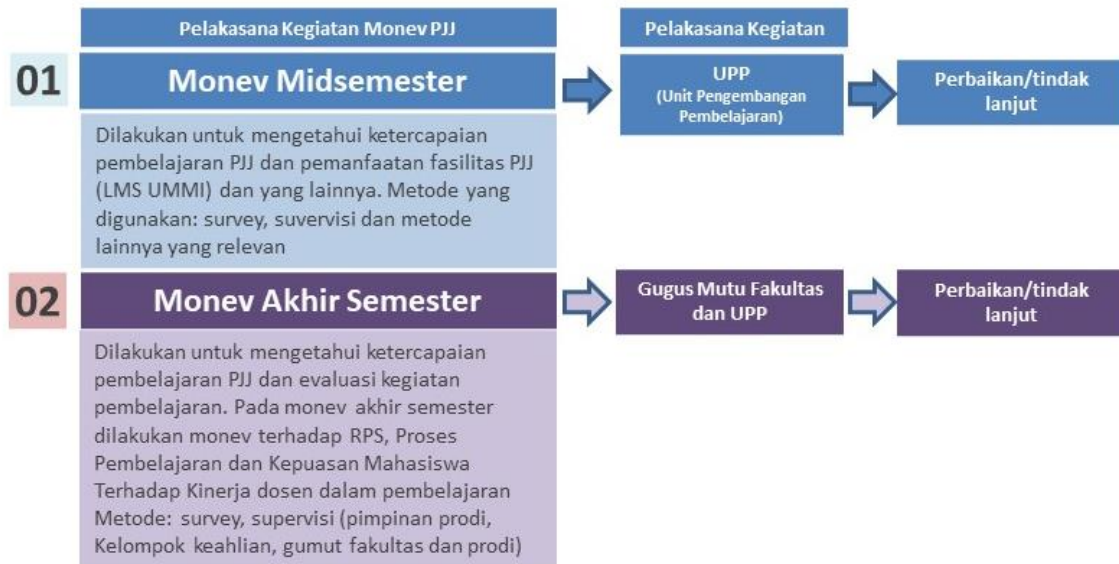 Pelakasana Kegiatan Monev PJJ
Pelakasana Kegiatan
01
Monev Midsemester
UPP
(Unit Pengembangan
Pembelajaran)
Perbaikan/tindak
lanjut
Dilakukan untuk mengetahui ketercapaian
pembelajaran PJJ dan pemanfaatan fasilitas PJJ
(LMS UMMI) dan yang lainnya. Metode yang
digunakan: survey, suvervisi dan metode
lainnya yang relevan
02
Monev Akhir Semester
Gugus Mutu Fakultas
dan UPP
Perbaikan/tindak
lanjut
Dilakukan untuk mengetahui ketercapaian
pembelajaran PJJ dan evaluasi kegiatan
pembelajaran. Pada monev akhir semester
dilakukan monev terhadap RPS, Proses
Pembelajaran dan Kepuasan Mahasiswa
Terhadap Kinerja dosen dalam pembelajaran
Metode: survey, supervisi (pimpinan prodi,
Kelompok keahlian, gumut fakultas dan prodi)